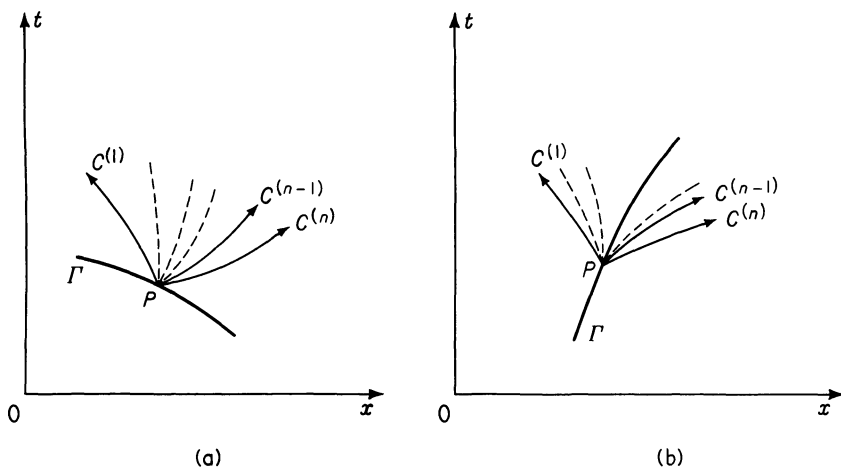 t
C^{(1)}
C^{(n-1)}
C^{(n)}
Γ
P
0
x
(a)
t
C^{(1)}
C^{(n-1)}
C^{(n)}
P
Γ
0
x
(b)